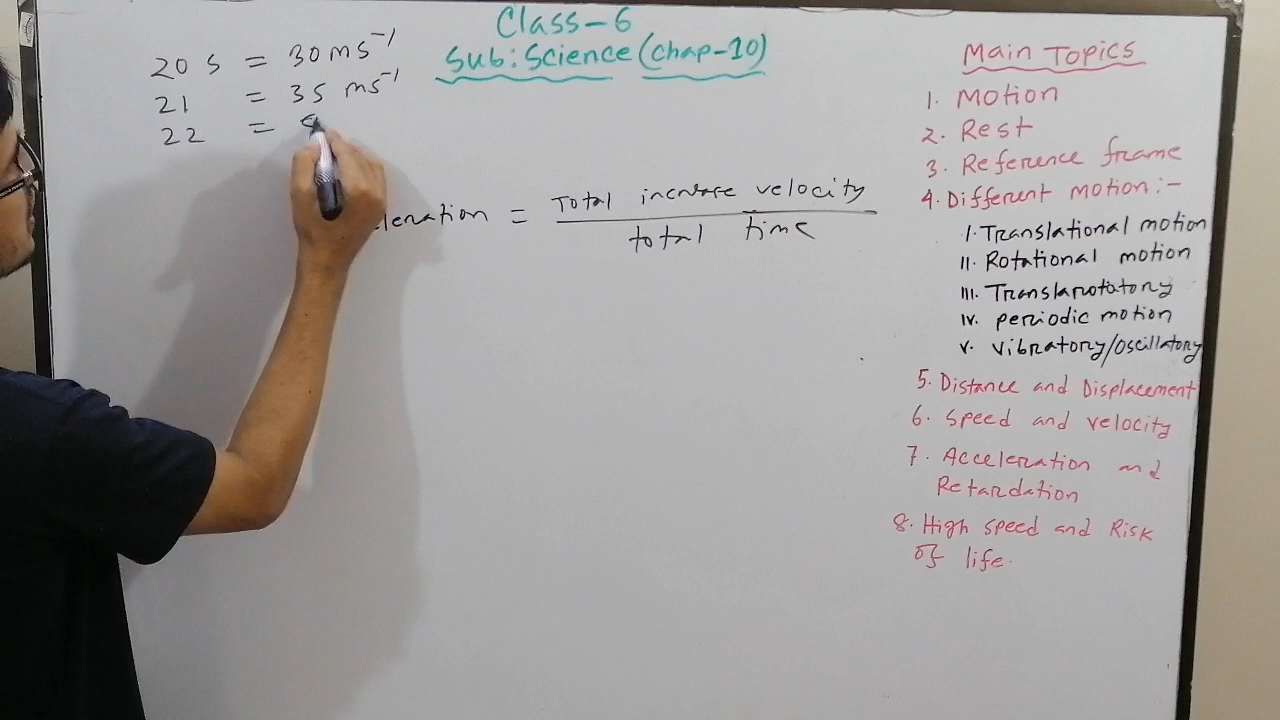 Class-6
Sub: Science (chap-10)
20 s = 30 ms⁻¹
21 = 35 ms⁻¹
22 =
leration = Total increase velocity
total time
Main Topics
1. Motion
2. Rest
3. Reference frame
4. Different motion:-
I. Translational motion
II. Rotational motion
III. Translarotatory
IV. periodic motion
V. vibratory/oscillatory
5. Distance and Displacement
6. Speed and velocity
7. Acceleration and
Retardation
8. High speed and Risk
of life.